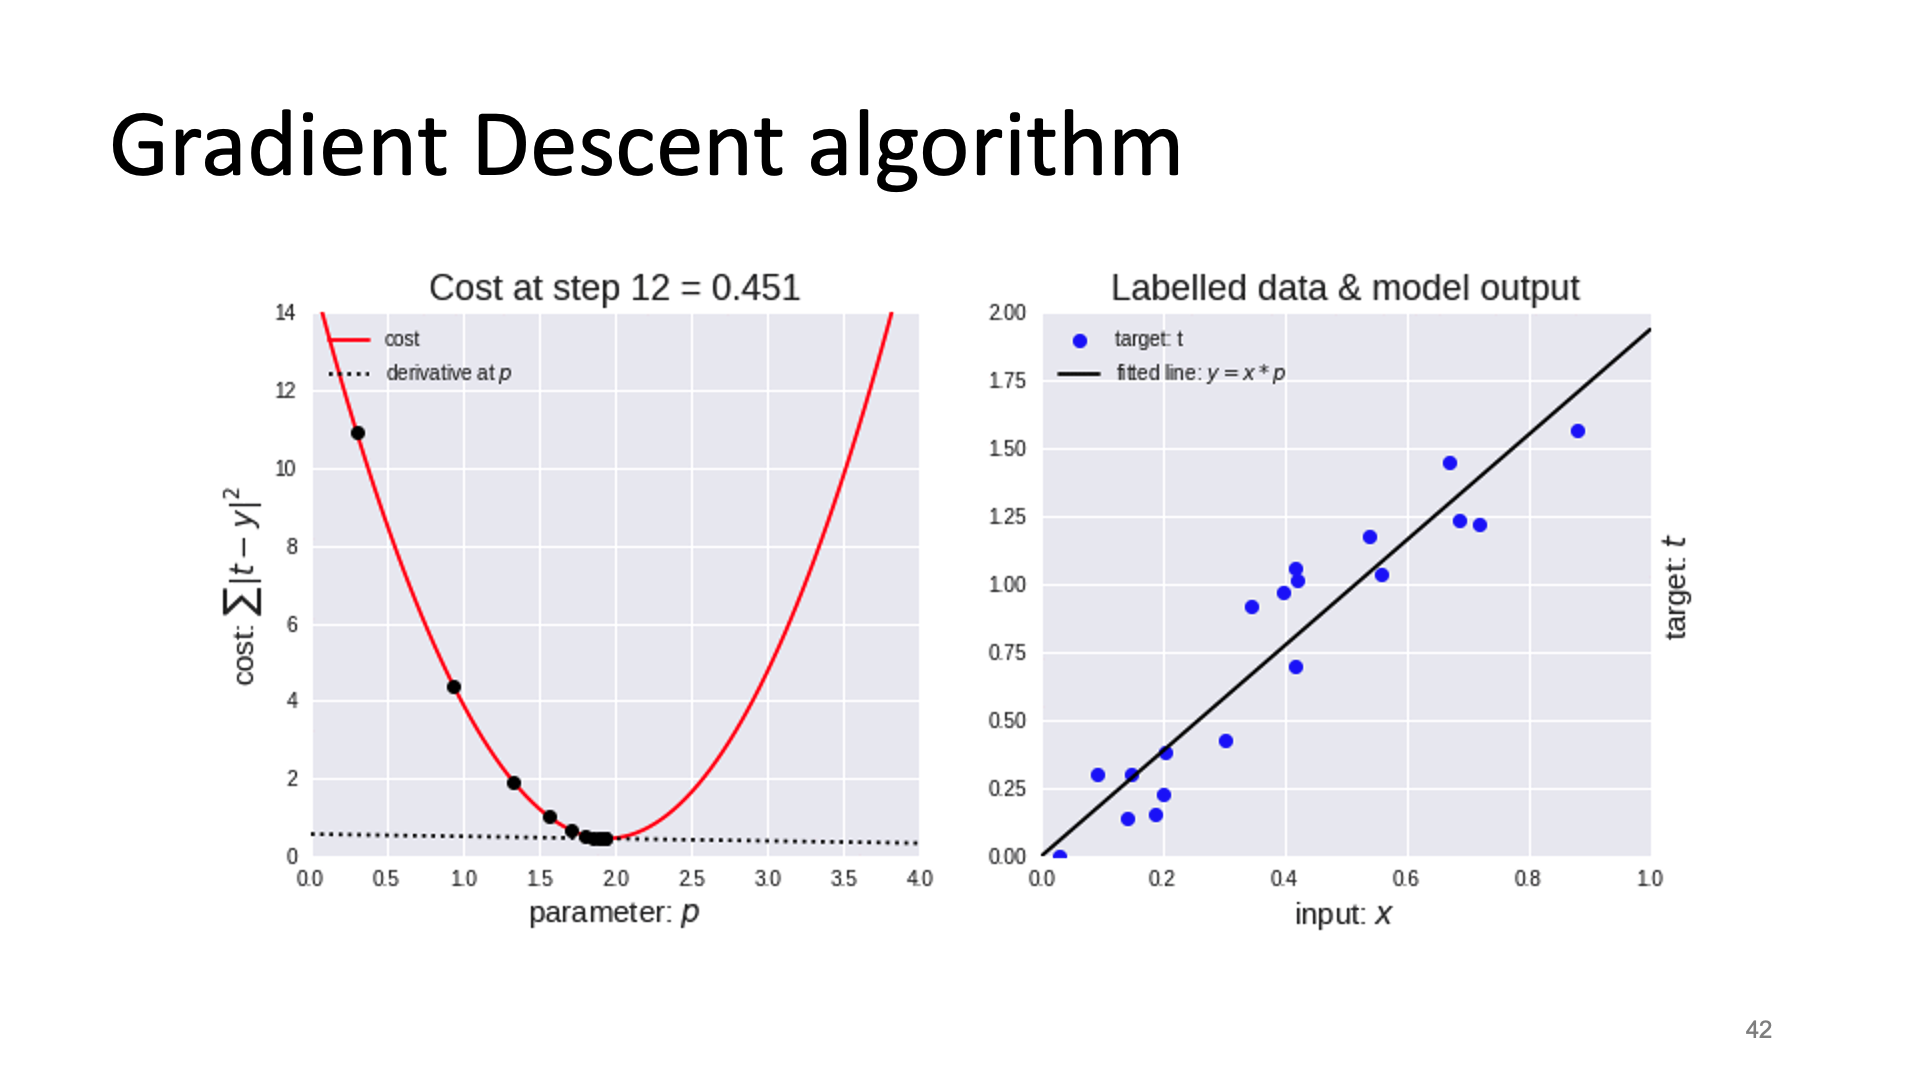 Gradient Descent algorithm
Cost at step 12 = 0.451
14
12
10
8
6
4
2
0
cost: ∑|t − y|²
cost
derivative at p
0.0 0.5 1.0 1.5 2.0 2.5 3.0 3.5 4.0
parameter: p
Labelled data & model output
2.00
1.75
1.50
1.25
1.00
0.75
0.50
0.25
0.00
target: t
fitted line: y = x * p
target: t
0.0 0.2 0.4 0.6 0.8 1.0
input: x
42